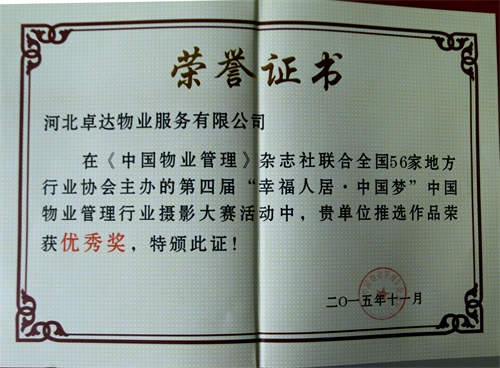 荣誉证书
河北卓达物业服务有限公司
在《中国物业管理》杂志社联合全国56家地方
行业协会主办的第四届“幸福人居·中国梦”中国
物业管理行业摄影大赛活动中，贵单位推选作品荣
获优秀奖，特颁此证！
二〇一五年十一月